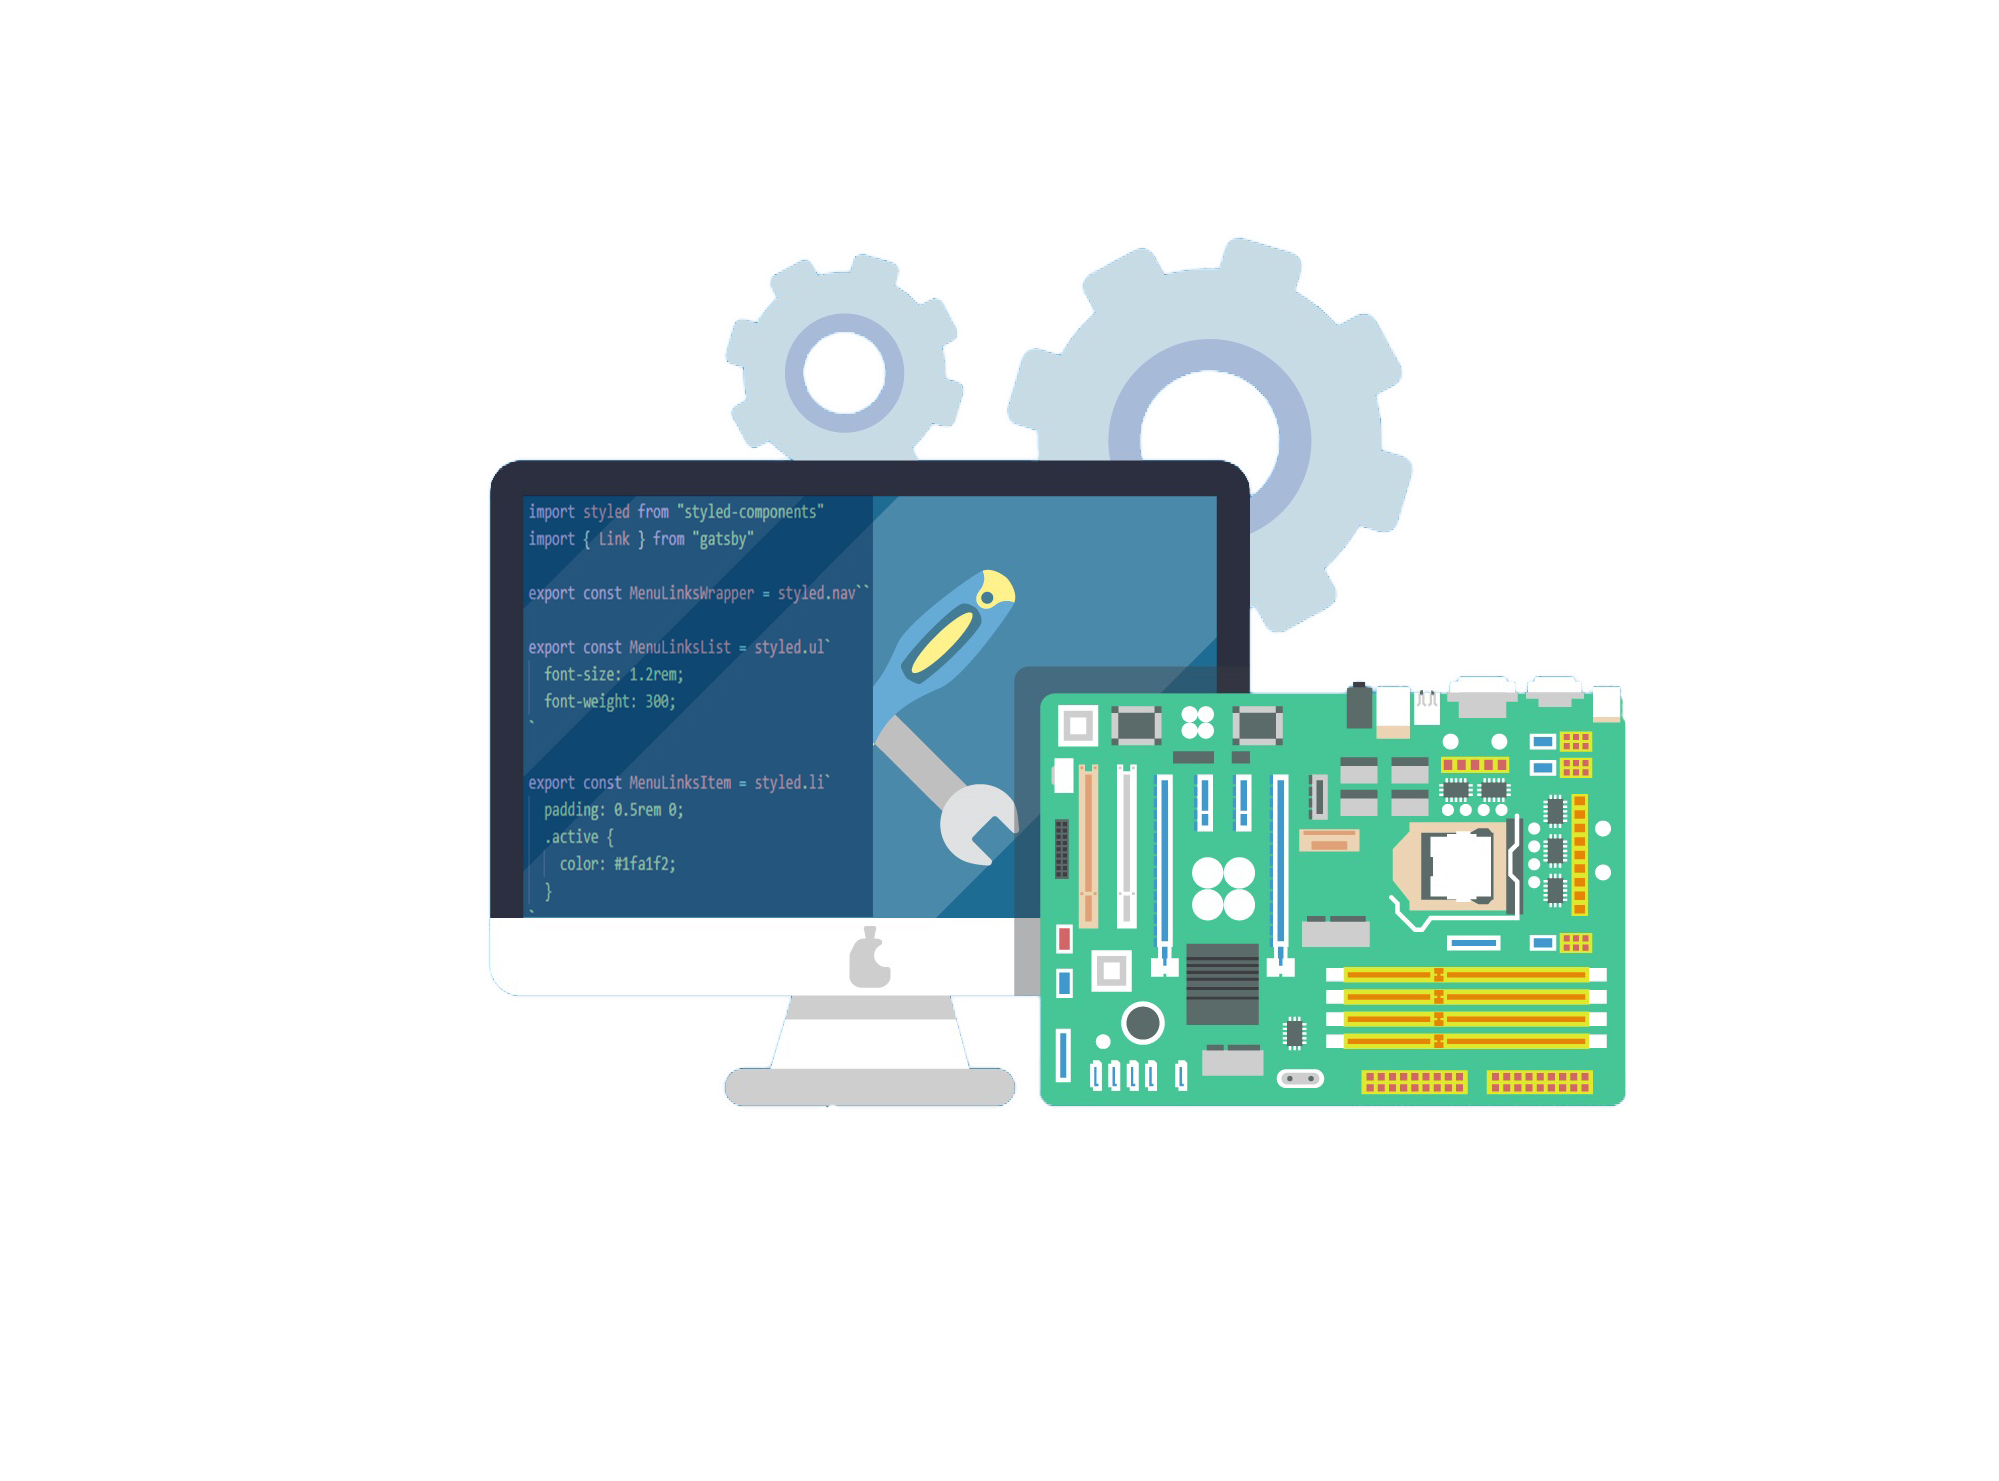 import styled from "styled-components"
import { Link } from "gatsby"
export const MenuLinksWrapper = styled.nav``
export const MenuLinksList = styled.ul`
font-size: 1.2rem;
font-weight: 300;
`
export const MenuLinksItem = styled.li`
padding: 0.5rem 0;
.active {
color: #1fa1f2;
}
`